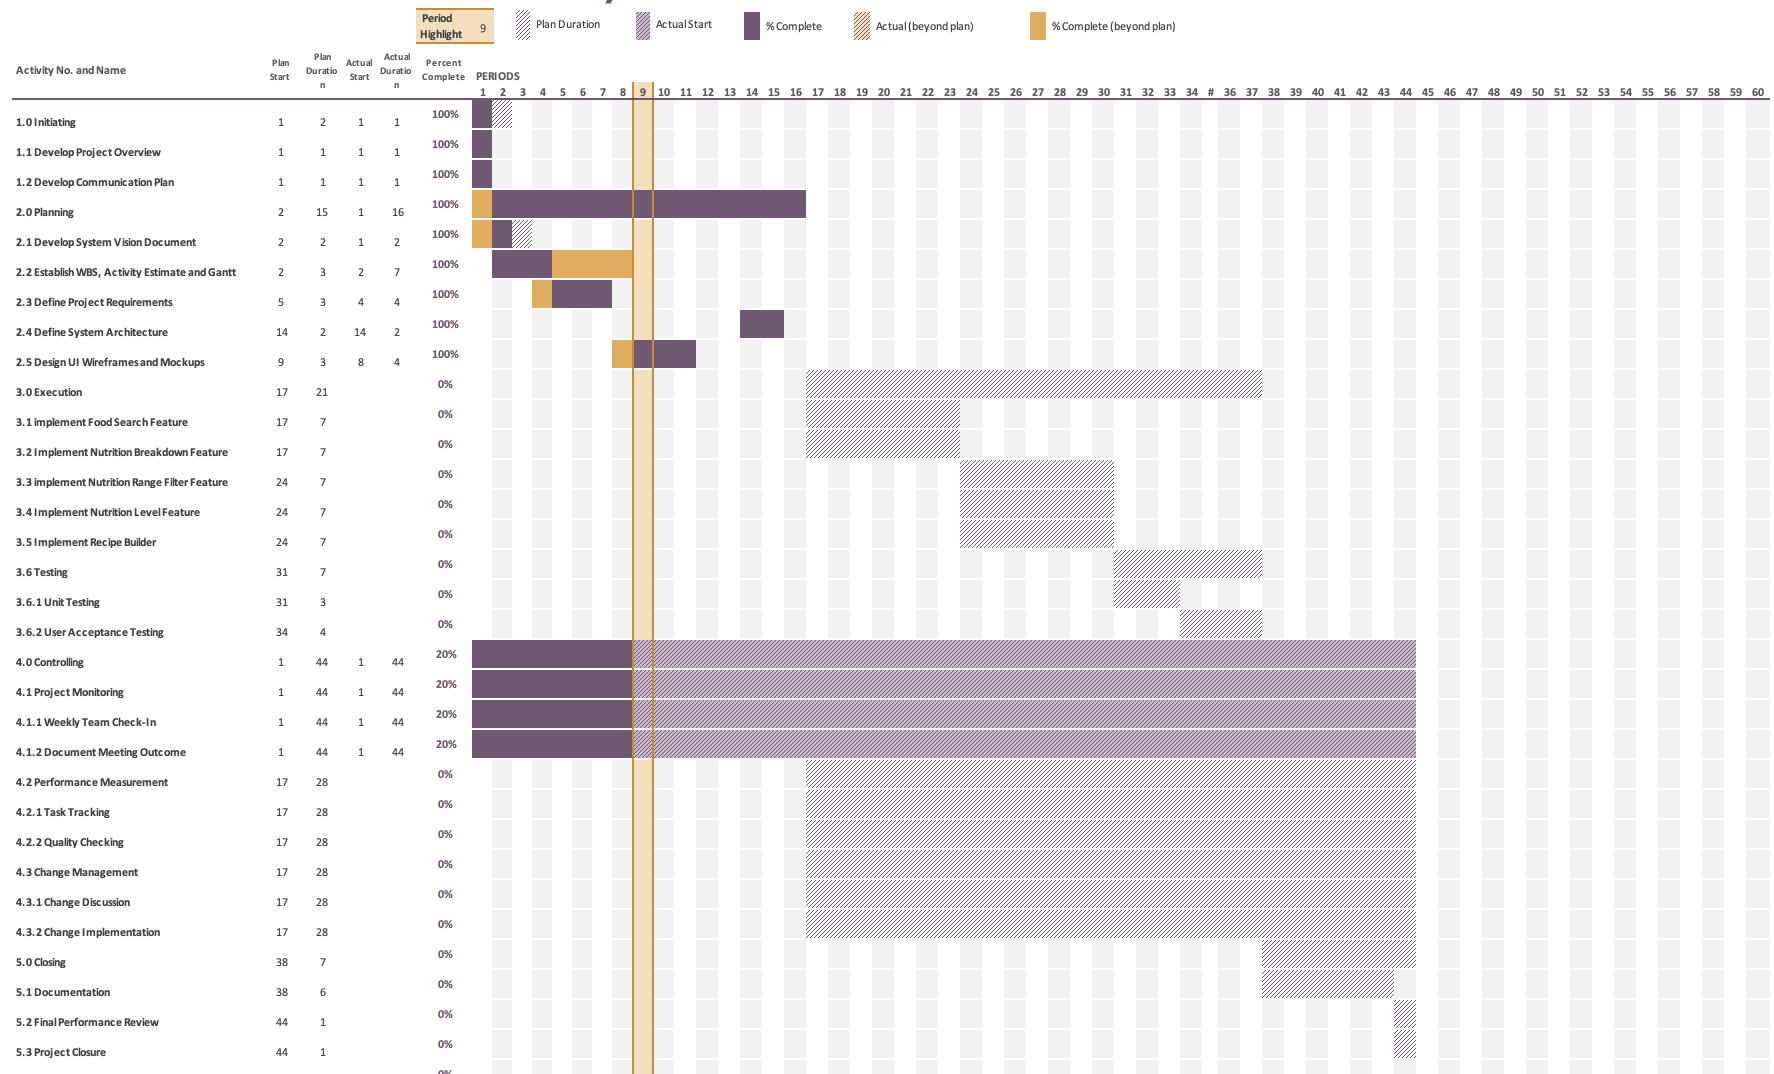 Period Highlight 9 Plan Duration Actual Start % Complete Actual (beyond plan) % Complete (beyond plan)
Activity No. and Name Plan Start Plan Duratio n Actual Start Actual Duratio n Percent Complete PERIODS
1 2 3 4 5 6 7 8 9 10 11 12 13 14 15 16 17 18 19 20 21 22 23 24 25 26 27 28 29 30 31 32 33 34 # 36 37 38 39 40 41 42 43 44 45 46 47 48 49 50 51 52 53 54 55 56 57 58 59 60
1.0 Initiating 1 2 1 1 100%
1.1 Develop Project Overview 1 1 1 1 100%
1.2 Develop Communication Plan 1 1 1 1 100%
2.0 Planning 2 15 1 16 100%
2.1 Develop System Vision Document 2 2 1 2 100%
2.2 Establish WBS, Activity Estimate and Gantt 2 3 2 7 100%
2.3 Define Project Requirements 5 3 4 4 100%
2.4 Define System Architecture 14 2 14 2 100%
2.5 Design UI Wireframes and Mockups 9 3 8 4 100%
3.0 Execution 17 21 0%
3.1 implement Food Search Feature 17 7 0%
3.2 Implement Nutrition Breakdown Feature 17 7 0%
3.3 implement Nutrition Range Filter Feature 24 7 0%
3.4 Implement Nutrition Level Feature 24 7 0%
3.5 Implement Recipe Builder 24 7 0%
3.6 Testing 31 7 0%
3.6.1 Unit Testing 31 3 0%
3.6.2 User Acceptance Testing 34 4 0%
4.0 Controlling 1 44 1 44 20%
4.1 Project Monitoring 1 44 1 44 20%
4.1.1 Weekly Team Check-In 1 44 1 44 20%
4.1.2 Document Meeting Outcome 1 44 1 44 20%
4.2 Performance Measurement 17 28 0%
4.2.1 Task Tracking 17 28 0%
4.2.2 Quality Checking 17 28 0%
4.3 Change Management 17 28 0%
4.3.1 Change Discussion 17 28 0%
4.3.2 Change Implementation 17 28 0%
5.0 Closing 38 7 0%
5.1 Documentation 38 6 0%
5.2 Final Performance Review 44 1 0%
5.3 Project Closure 44 1 0%